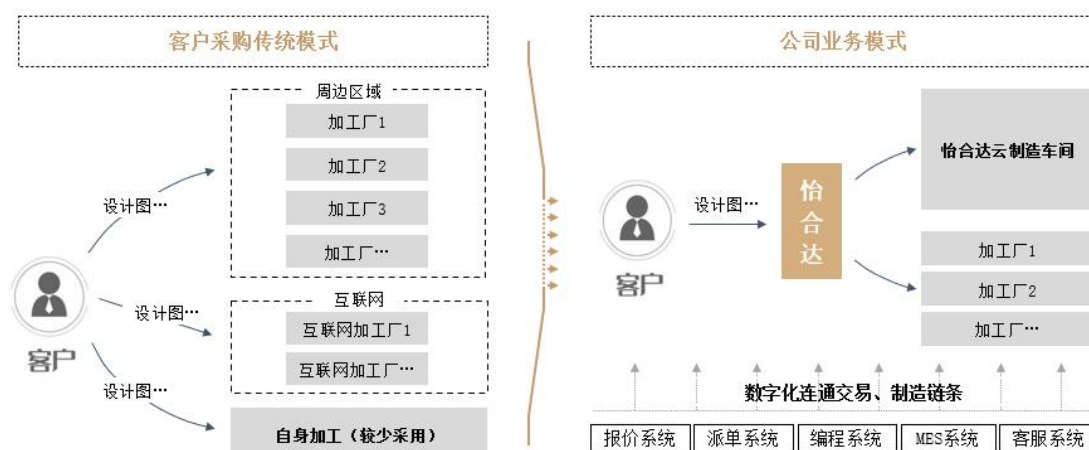 客户采购传统模式
周边区域
加工厂1
加工厂2
加工厂3
加工厂…
设计图…
互联网
互联网加工厂1
互联网加工厂…
设计图…
设计图…
自身加工（较少采用）
客户
公司业务模式
客户
设计图…
怡合达
怡合达云制造车间
加工厂1
加工厂2
加工厂…
数字化连通交易、制造链条
报价系统
派单系统
编程系统
MES系统
客服系统